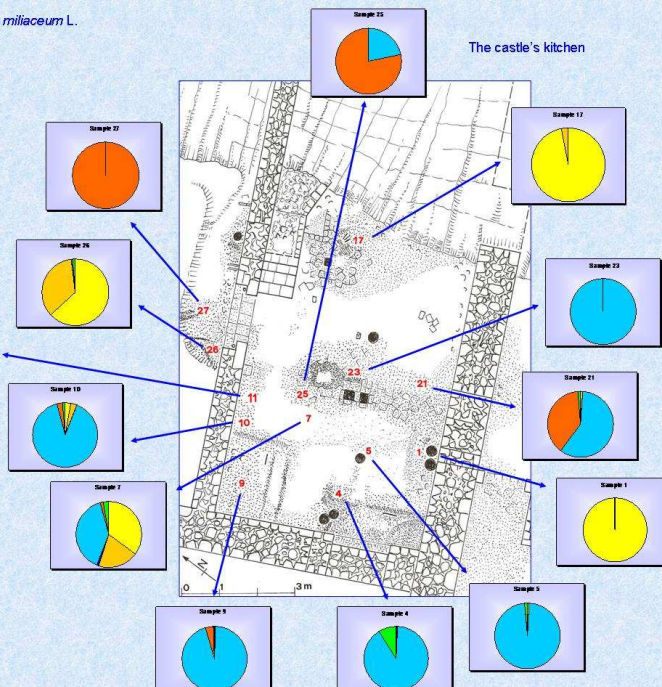 miliaceum L.
Sample 25
The castle's kitchen
Sample 27
Sample 17
17
Sample 26
Sample 23
27
26
23
21
Sample 21
25
11
Sample 10
10
7
5
1
Sample 7
9
4
Sample 1
N
0 1 3 m
Sample 5
Sample 9
Sample 4